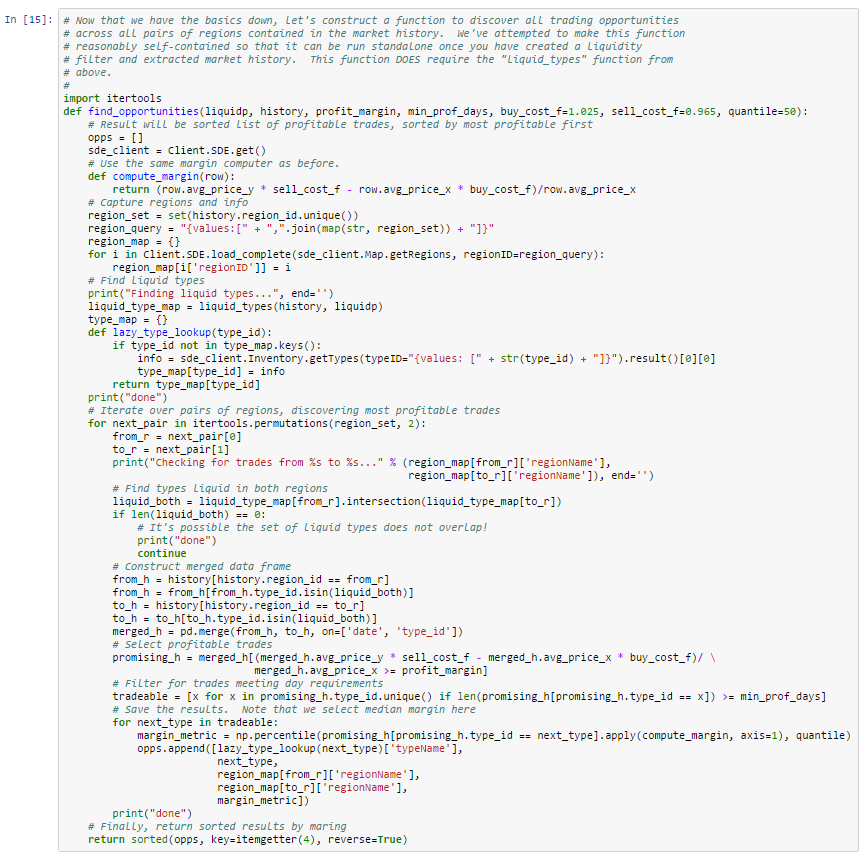 In [15]:
# Now that we have the basics down, let's construct a function to discover all trading opportunities
# across all pairs of regions contained in the market history.  We've attempted to make this function
# reasonably self-contained so that it can be run standalone once you have created a liquidity
# filter and extracted market history.  This function DOES require the "liquid_types" function from
# above.
#
import itertools
def find_opportunities(liquidp, history, profit_margin, min_prof_days, buy_cost_f=1.025, sell_cost_f=0.965, quantile=50):
    # Result will be sorted list of profitable trades, sorted by most profitable first
    opps = []
    sde_client = Client.SDE.get()
    # Use the same margin computer as before.
    def compute_margin(row):
        return (row.avg_price_y * sell_cost_f - row.avg_price_x * buy_cost_f)/row.avg_price_x
    # Capture regions and info
    region_set = set(history.region_id.unique())
    region_query = "{values:[" + ",".join(map(str, region_set)) + "]}"
    region_map = {}
    for i in Client.SDE.load_complete(sde_client.Map.getRegions, regionID=region_query):
        region_map[i['regionID']] = i
    # Find liquid types
    print("Finding liquid types...", end='')
    liquid_type_map = liquid_types(history, liquidp)
    type_map = {}
    def lazy_type_lookup(type_id):
        if type_id not in type_map.keys():
            info = sde_client.Inventory.getTypes(typeID="{values: [" + str(type_id) + "]}").result()[0][0]
            type_map[type_id] = info
        return type_map[type_id]
    print("done")
    # Iterate over pairs of regions, discovering most profitable trades
    for next_pair in itertools.permutations(region_set, 2):
        from_r = next_pair[0]
        to_r = next_pair[1]
        print("Checking for trades from %s to %s..." % (region_map[from_r]['regionName'],
                                                        region_map[to_r]['regionName']), end='')
        # Find types liquid in both regions
        liquid_both = liquid_type_map[from_r].intersection(liquid_type_map[to_r])
        if len(liquid_both) == 0:
            # It's possible the set of liquid types does not overlap!
            print("done")
            continue
        # Construct merged data frame
        from_h = history[history.region_id == from_r]
        from_h = from_h[from_h.type_id.isin(liquid_both)]
        to_h = history[history.region_id == to_r]
        to_h = to_h[to_h.type_id.isin(liquid_both)]
        merged_h = pd.merge(from_h, to_h, on=['date', 'type_id'])
        # Select profitable trades
        promising_h = merged_h[(merged_h.avg_price_y * sell_cost_f - merged_h.avg_price_x * buy_cost_f)/ \
                               merged_h.avg_price_x >= profit_margin]
        # Filter for trades meeting day requirements
        tradeable = [x for x in promising_h.type_id.unique() if len(promising_h[promising_h.type_id == x]) >= min_prof_days]
        # Save the results.  Note that we select median margin here
        for next_type in tradeable:
            margin_metric = np.percentile(promising_h[promising_h.type_id == next_type].apply(compute_margin, axis=1), quantile)
            opps.append([lazy_type_lookup(next_type)['typeName'],
                         next_type,
                         region_map[from_r]['regionName'],
                         region_map[to_r]['regionName'],
                         margin_metric])
        print("done")
    # Finally, return sorted results by maring
    return sorted(opps, key=itemgetter(4), reverse=True)